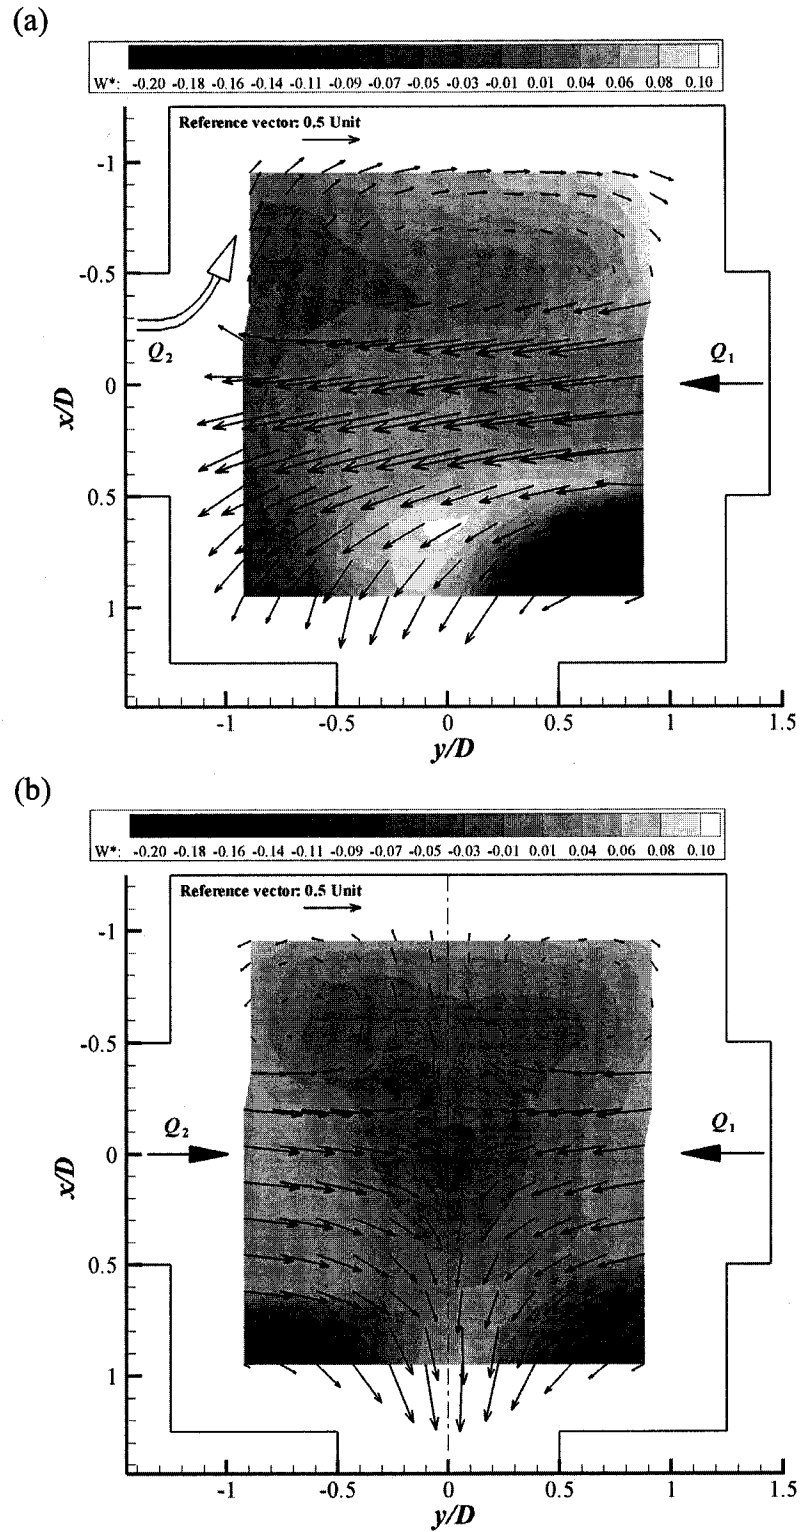 (a)
W*: -0.20 -0.18 -0.16 -0.14 -0.11 -0.09 -0.07 -0.05 -0.03 -0.01 0.01 0.04 0.06 0.08 0.10
Reference vector: 0.5 Unit
-1
-0.5
Q2
Q1
0
x/D
0.5
1
-1 -0.5 0 0.5 1 1.5
y/D
(b)
W*: -0.20 -0.18 -0.16 -0.14 -0.11 -0.09 -0.07 -0.05 -0.03 -0.01 0.01 0.04 0.06 0.08 0.10
Reference vector: 0.5 Unit
-1
-0.5
Q2
Q1
0
x/D
0.5
1
-1 -0.5 0 0.5 1 1.5
y/D